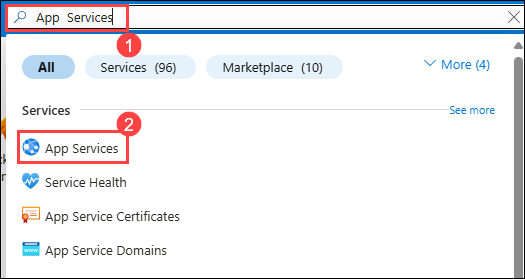 App Services
1
All Services (96) Marketplace (10) More (4)
Services See more
2
App Services
Service Health
App Service Certificates
App Service Domains